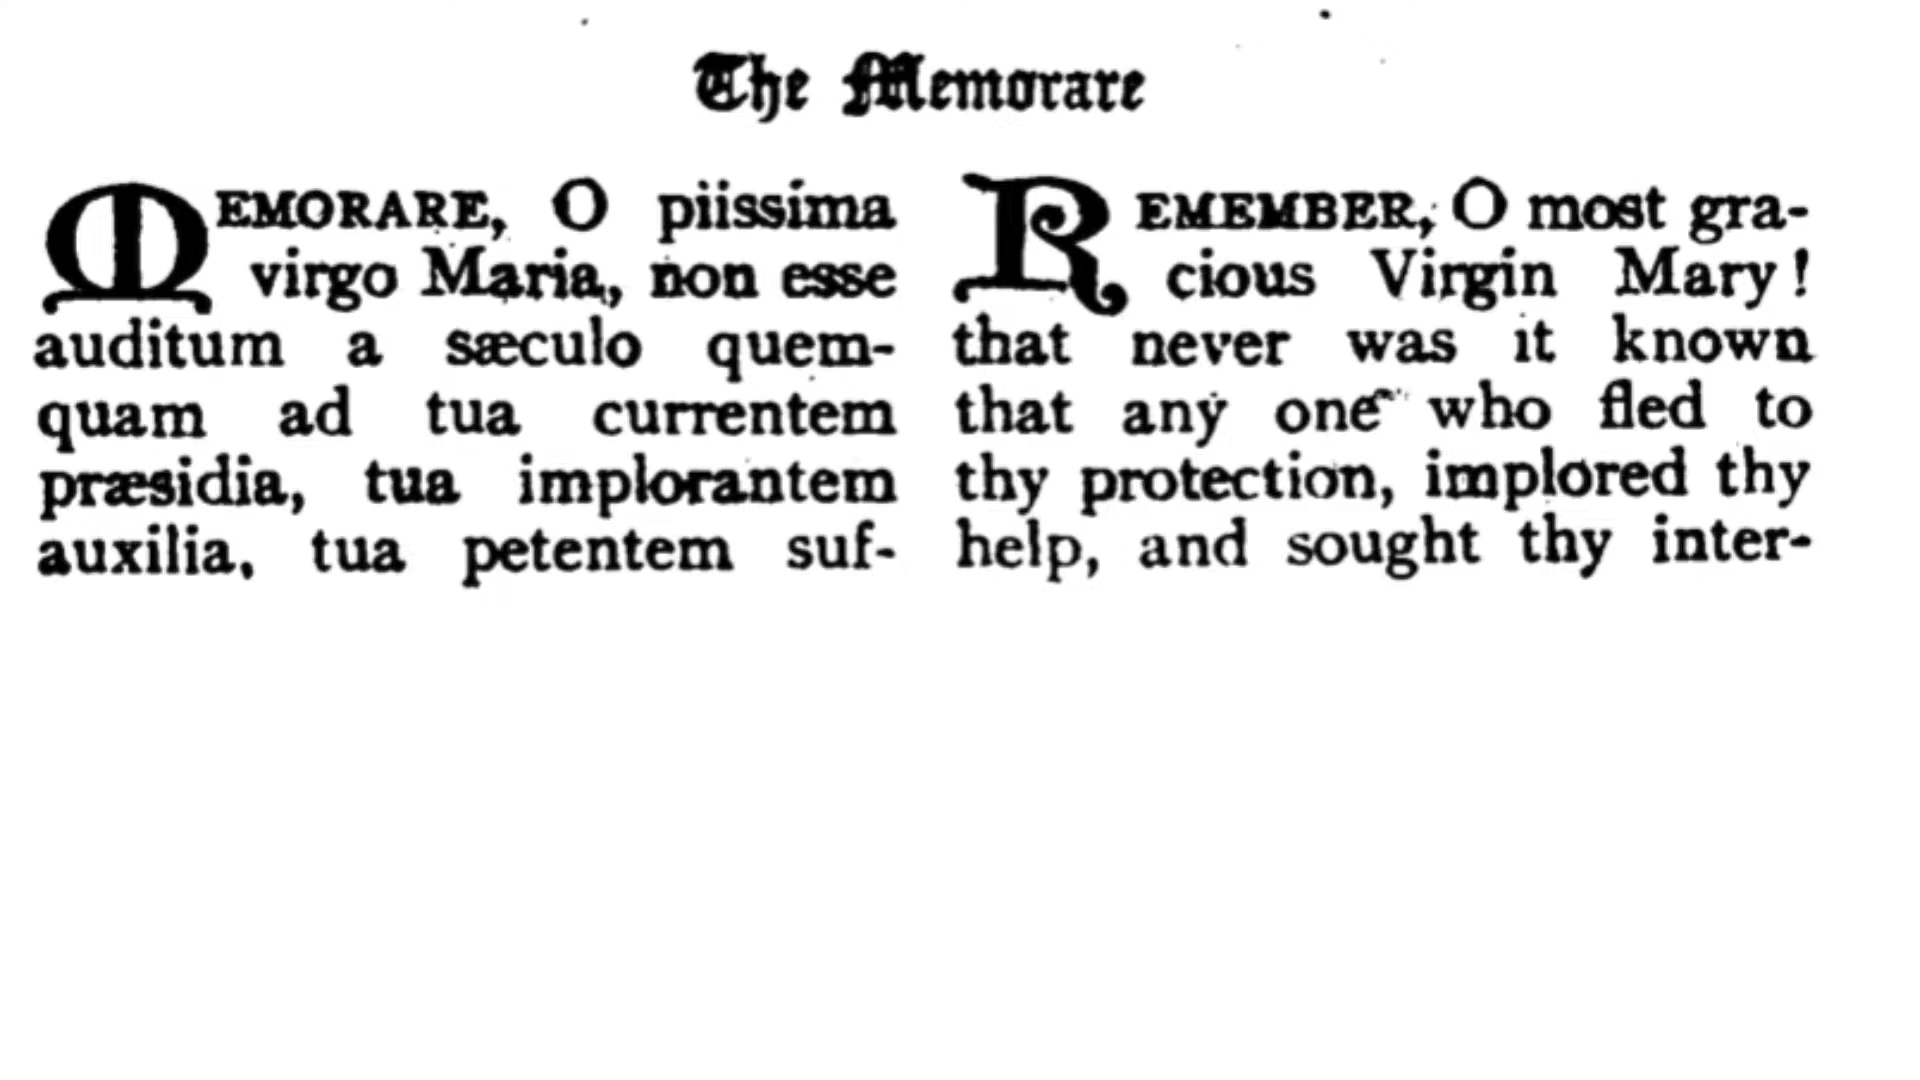 The Memorare
MEMORARE, O piissima
virgo Maria, non esse
auditum a sæculo quem-
quam ad tua currentem
præsidia, tua implorantem
auxilia, tua petentem suf-
REMEMBER, O most gra-
cious Virgin Mary!
that never was it known
that any one who fled to
thy protection, implored thy
help, and sought thy inter-